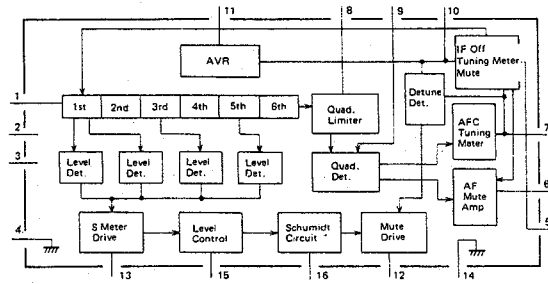 11 8 9 10
AVR
IF Off
Tuning Meter
Mute
Detune
Det.
1
1st 2nd 3rd 4th 5th 6th
Quad.
Limiter
AFC
Tuning
Meter
2
7
3
Level
Det.
Level
Det.
Level
Det.
Level
Det.
Quad.
Det.
AF
Mute
Amp
6
5
4
S Meter
Drive
Level
Control
Schumidt
Circuit
Mute
Drive
13 15 16 12 14